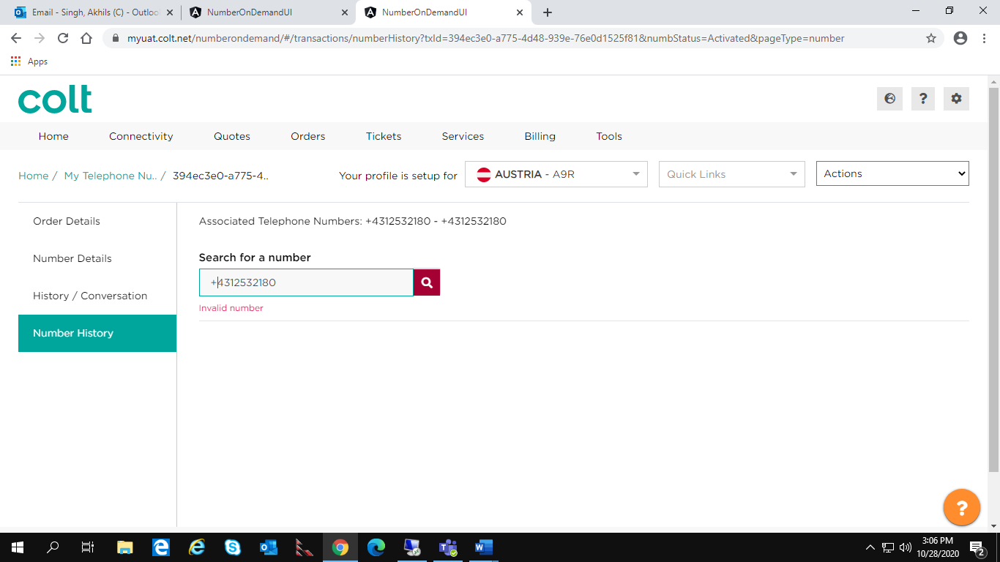 Email - Singh, Akhils (C) - Outloo
NumberOnDemandUI
NumberOnDemandUI
myuat.colt.net/numberondemand/#/transactions/numberHistory?txId=394ec3e0-a775-4d48-939e-76e0d1525f81&numbStatus=Activated&pageType=number
Apps
colt
?
Home Connectivity Quotes Orders Tickets Services Billing Tools
Home / My Telephone Nu.. / 394ec3e0-a775-4.. Your profile is setup for AUSTRIA - A9R Quick Links Actions
Order Details
Associated Telephone Numbers: +4312532180 - +4312532180
Number Details
Search for a number
+4312532180
History / Conversation
Invalid number
Number History
?
3:06 PM
10/28/2020
2